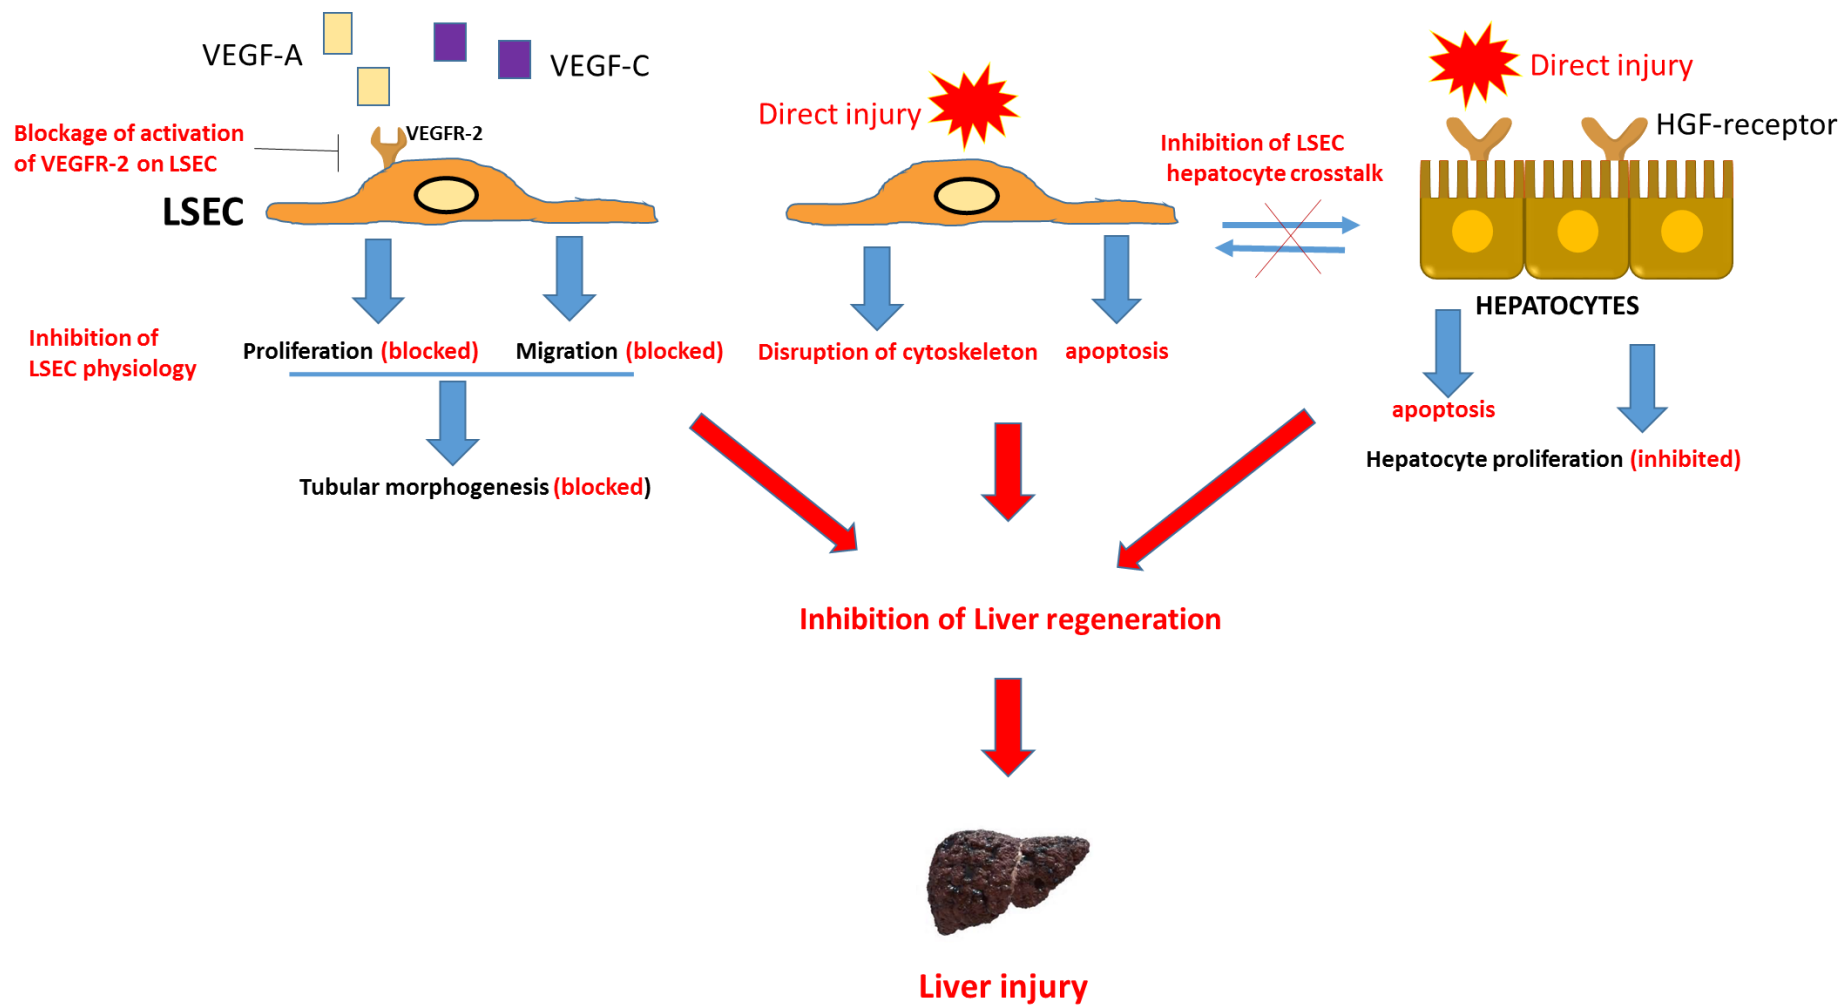 VEGF-A
VEGF-C
Blockage of activation
of VEGFR-2 on LSEC
VEGFR-2
LSEC
Inhibition of
LSEC physiology
Proliferation (blocked)
Migration (blocked)
Tubular morphogenesis (blocked)
Direct injury
Disruption of cytoskeleton
apoptosis
Inhibition of LSEC
hepatocyte crosstalk
Direct injury
HGF-receptor
HEPATOCYTES
apoptosis
Hepatocyte proliferation (inhibited)
Inhibition of Liver regeneration
Liver injury